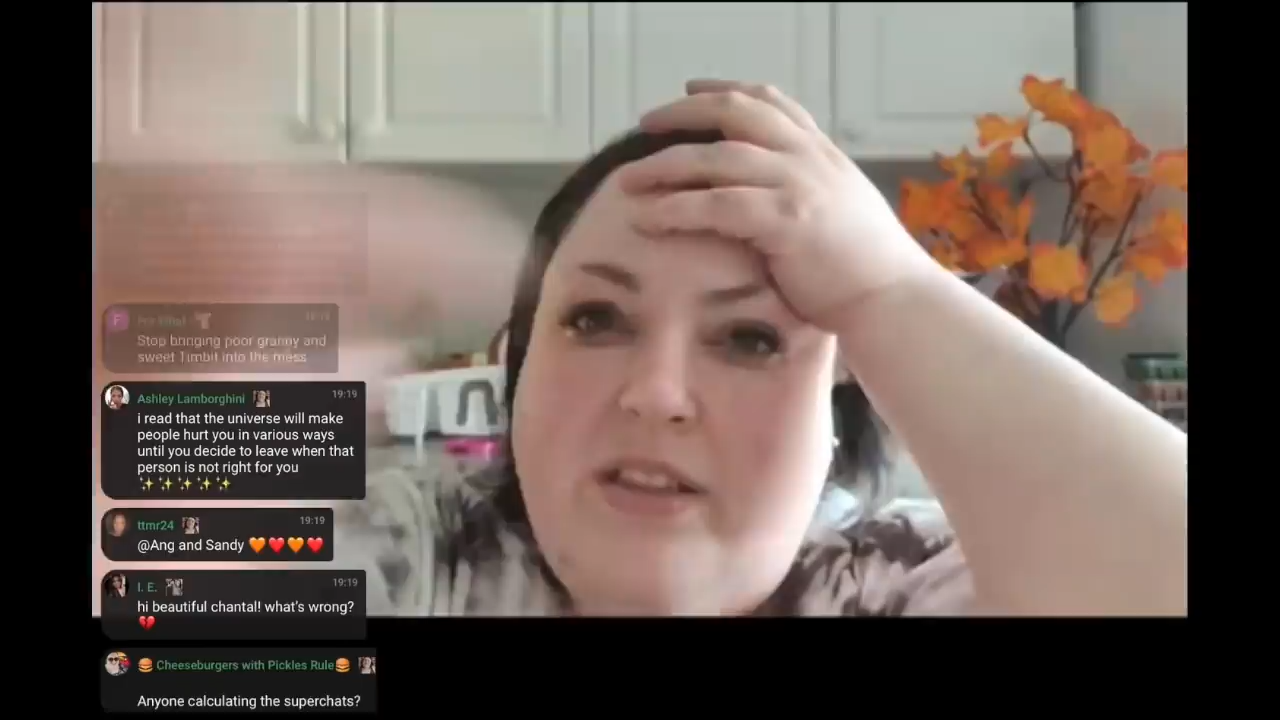 Stop bringing poor granny and
sweet Timbit into the mess
Ashley Lamborghini 19:19
i read that the universe will make
people hurt you in various ways
until you decide to leave when that
person is not right for you
✨✨✨✨✨
ttmr24 19:19
@Ang and Sandy 🧡❤️🧡❤️
I. E. 19:19
hi beautiful chantal! what's wrong?
💔
🍔 Cheeseburgers with Pickles Rule🍔
Anyone calculating the superchats?